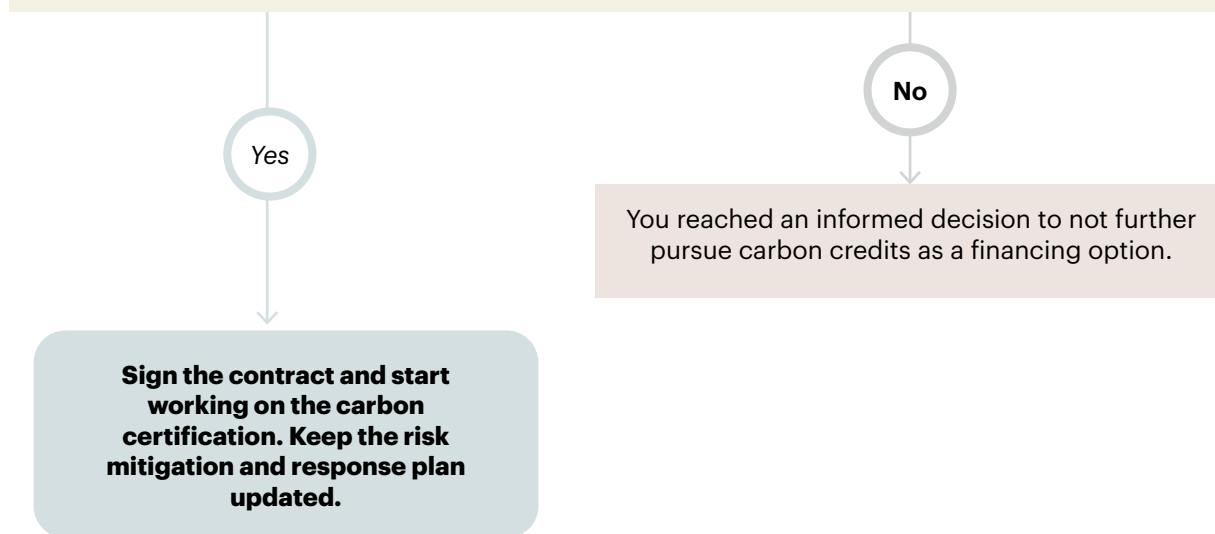 No
Yes
You reached an informed decision to not further
pursue carbon credits as a financing option.
Sign the contract and start
working on the carbon
certification. Keep the risk
mitigation and response plan
updated.